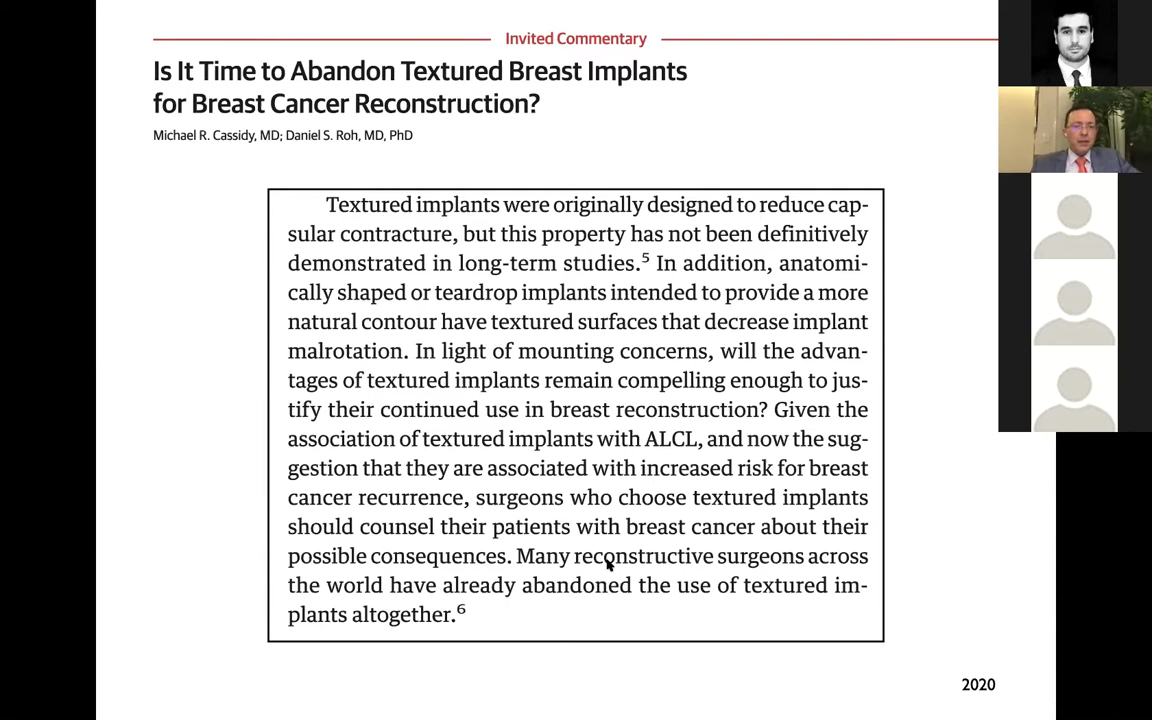 Invited Commentary
Is It Time to Abandon Textured Breast Implants
for Breast Cancer Reconstruction?
Michael R. Cassidy, MD; Daniel S. Roh, MD, PhD
Textured implants were originally designed to reduce cap-
sular contracture, but this property has not been definitively
demonstrated in long-term studies.5 In addition, anatomi-
cally shaped or teardrop implants intended to provide a more
natural contour have textured surfaces that decrease implant
malrotation. In light of mounting concerns, will the advan-
tages of textured implants remain compelling enough to jus-
tify their continued use in breast reconstruction? Given the
association of textured implants with ALCL, and now the sug-
gestion that they are associated with increased risk for breast
cancer recurrence, surgeons who choose textured implants
should counsel their patients with breast cancer about their
possible consequences. Many reconstructive surgeons across
the world have already abandoned the use of textured im-
plants altogether.6
2020